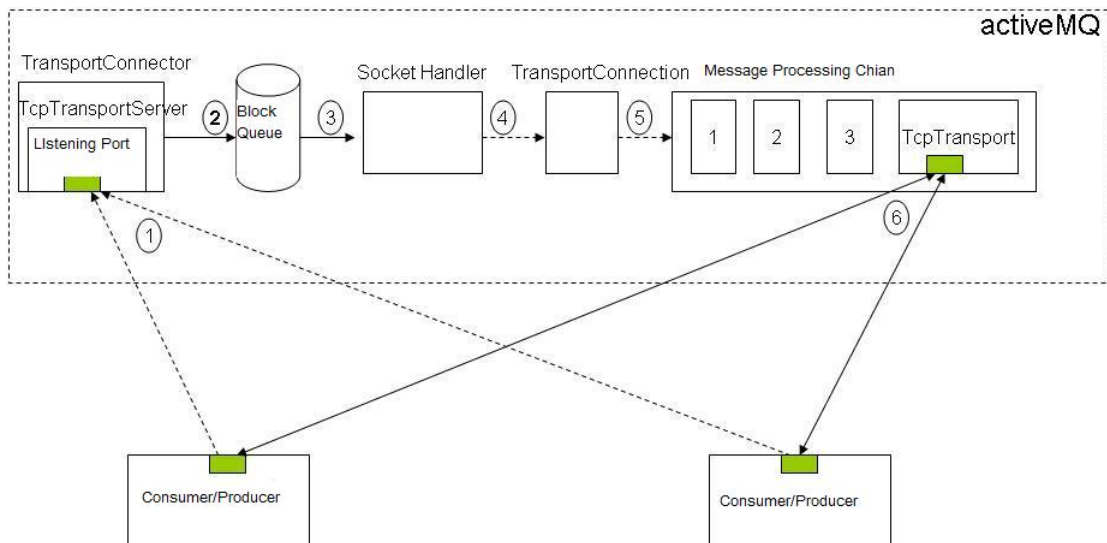 activeMQ
TransportConnector
TcpTransportServer
LIstening Port
2
Block
Queue
3
Socket Handler
4
TransportConnection
5
Message Processing Chian
1
2
3
TcpTransport
1
6
Consumer/Producer
Consumer/Producer